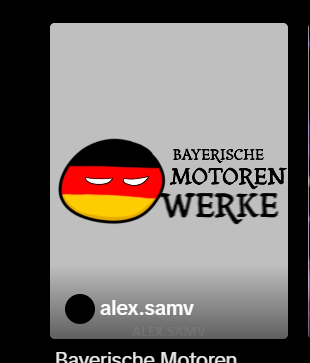 BAYERISCHE
MOTOREN
WERKE
alex.samv
ALEX.SAMV
Bayerische Motoren